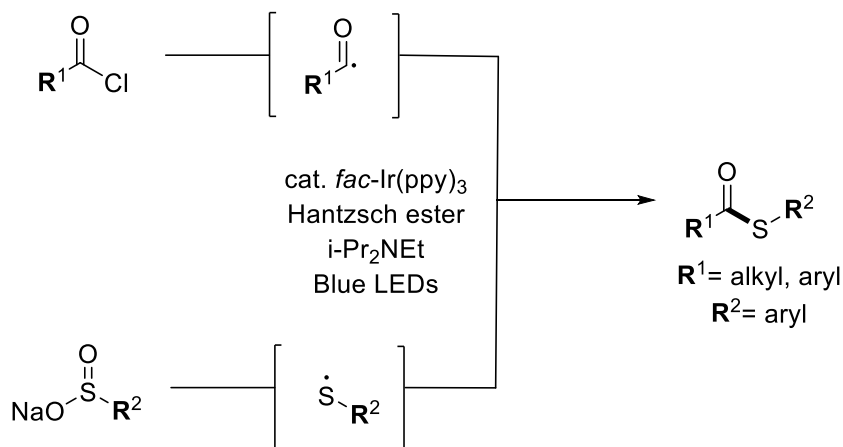 O
R1 Cl
O
R1 .
cat. fac-Ir(ppy)3
Hantzsch ester
i-Pr2NEt
Blue LEDs
O
R1 S R2
R1= alkyl, aryl
R2= aryl
O
NaO S R2
S R2